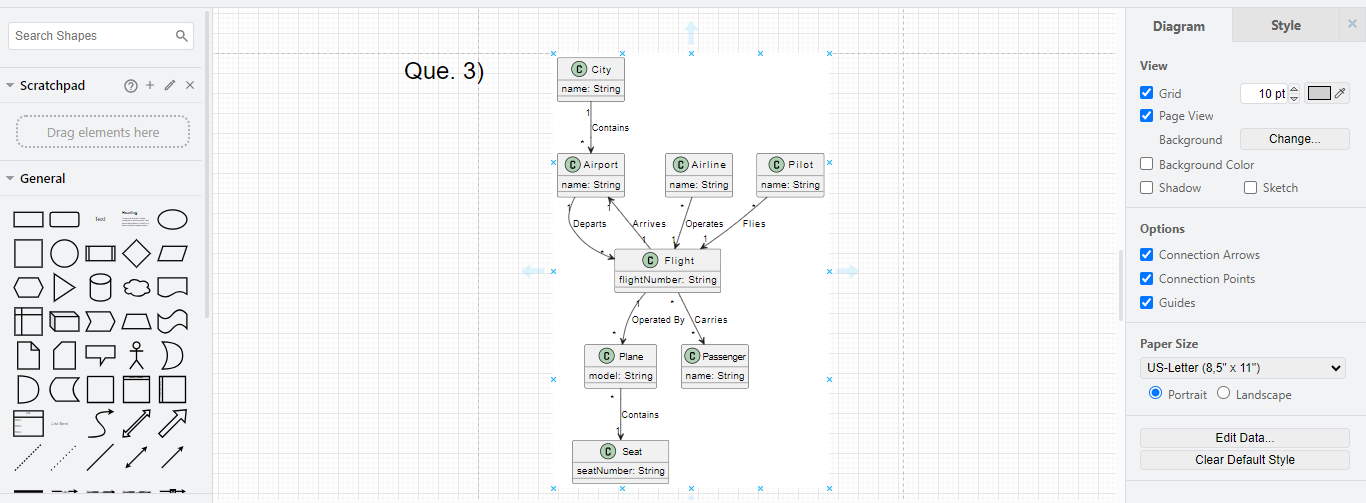 Search Shapes
Scratchpad
Drag elements here
General
Text
Heading
List Item
Que. 3)
C City
name: String
1
Contains
*
C Airport
name: String
C Airline
name: String
C Pilot
name: String
1
Departs
*
1
Arrives
1
*
Operates
1
*
Flies
1
C Flight
flightNumber: String
1
Operated By
*
*
Carries
*
C Plane
model: String
C Passenger
name: String
*
Contains
1
C Seat
seatNumber: String
Diagram
Style
View
Grid
10 pt
Page View
Background
Change...
Background Color
Shadow
Sketch
Options
Connection Arrows
Connection Points
Guides
Paper Size
US-Letter (8,5" x 11")
Portrait
Landscape
Edit Data...
Clear Default Style